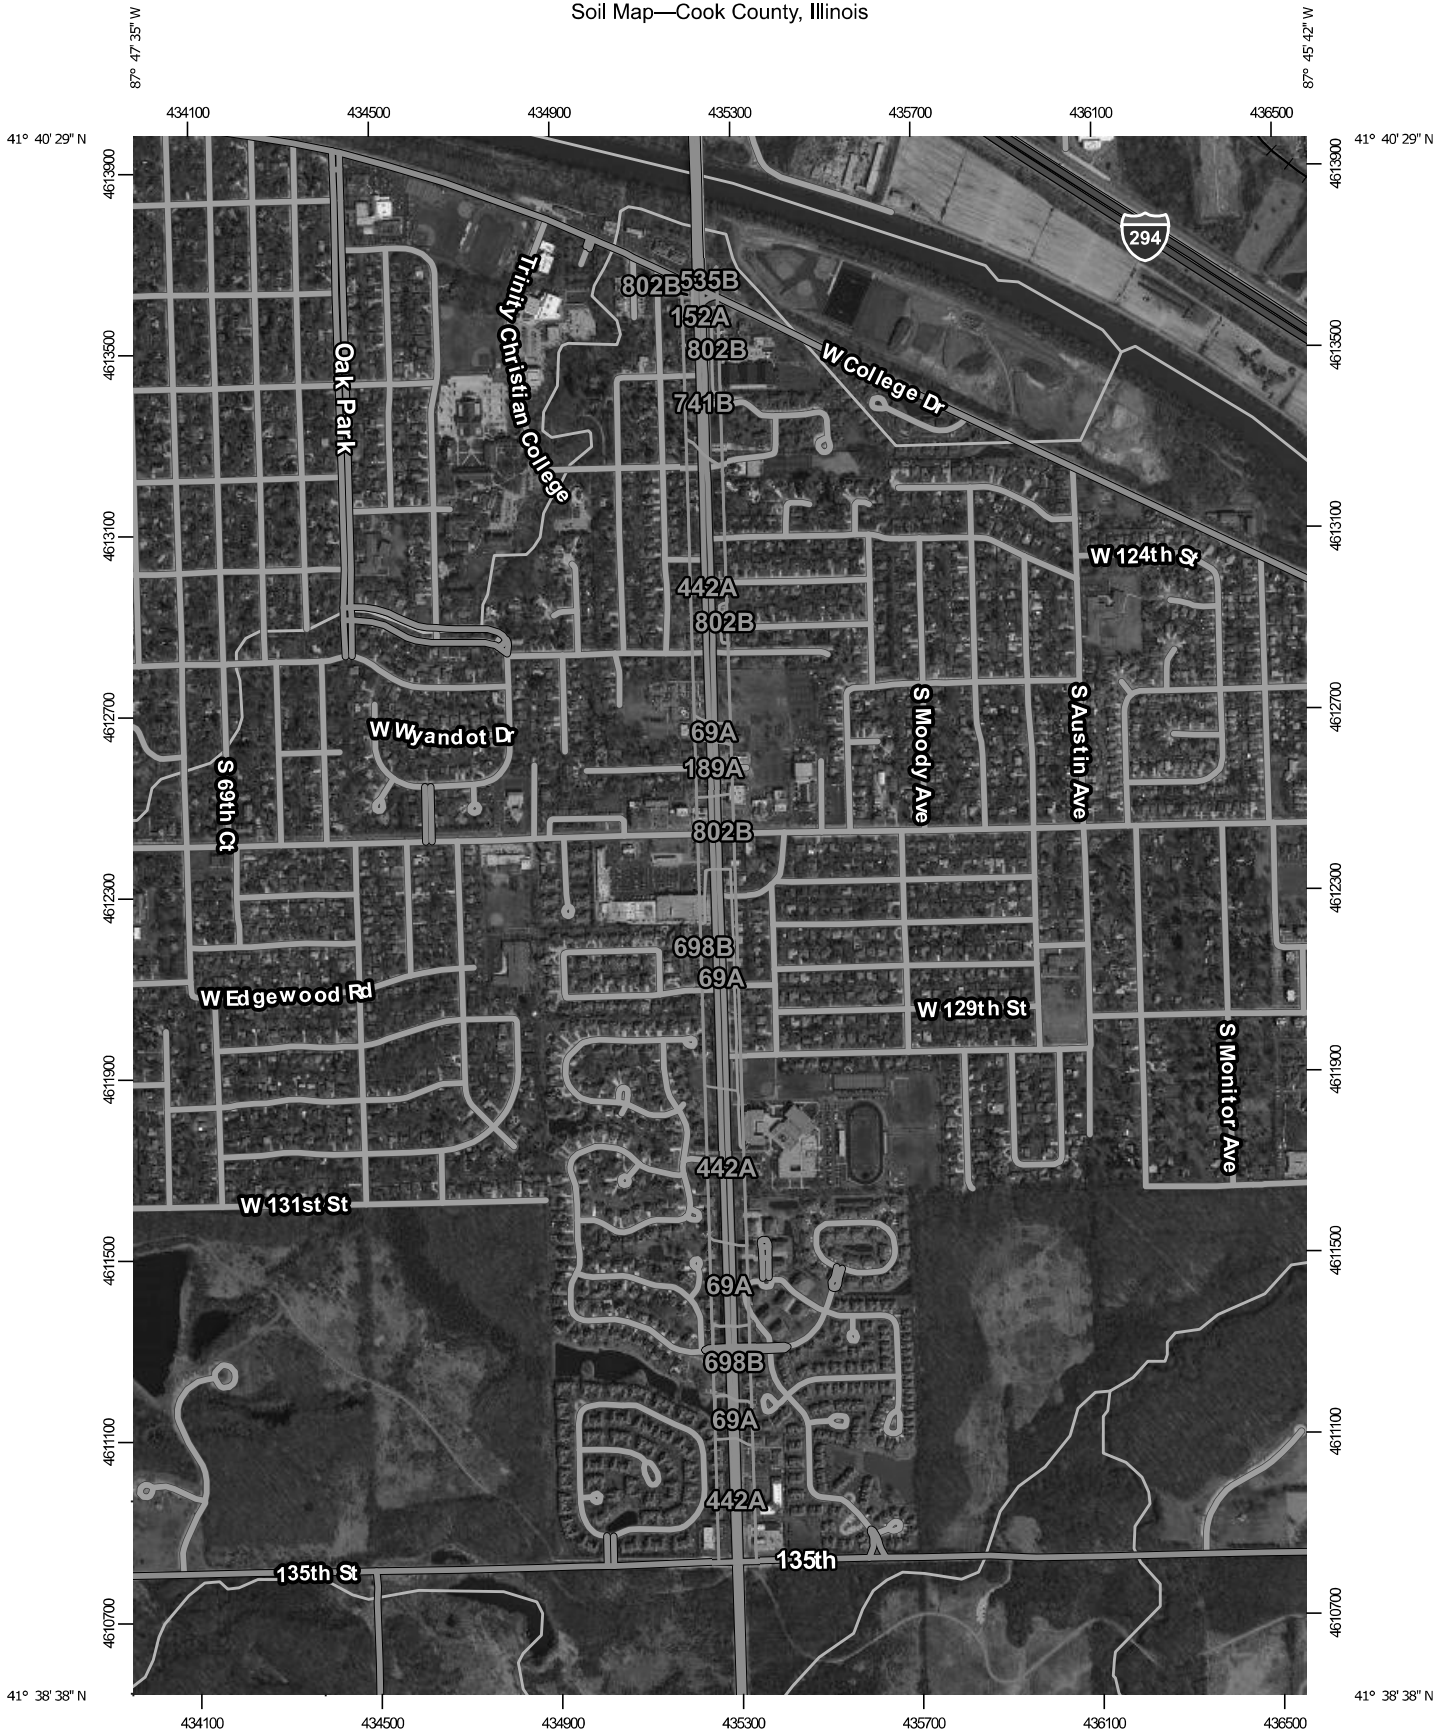 Soil Map—Cook County, Illinois
87° 47' 35" W
87° 45' 42" W
434100
434500
434900
435300
435700
436100
436500
41° 40' 29" N
41° 40' 29" N
4613900
4613900
294
Trinity Christian College
802B
535B
152A
802B
W College Dr
4613500
4613500
Oak Park
741B
4613100
4613100
W 124th St
442A
802B
4612700
4612700
S Moody Ave
S Austin Ave
W Wyandot Dr
69A
189A
S 69th Ct
802B
4612300
4612300
698B
69A
W Edgewood Rd
W 129th St
S Monitor Ave
4611900
4611900
442A
W 131st St
4611500
4611500
69A
698B
69A
4611100
4611100
442A
135th St
135th
4610700
4610700
41° 38' 38" N
41° 38' 38" N
434100
434500
434900
435300
435700
436100
436500